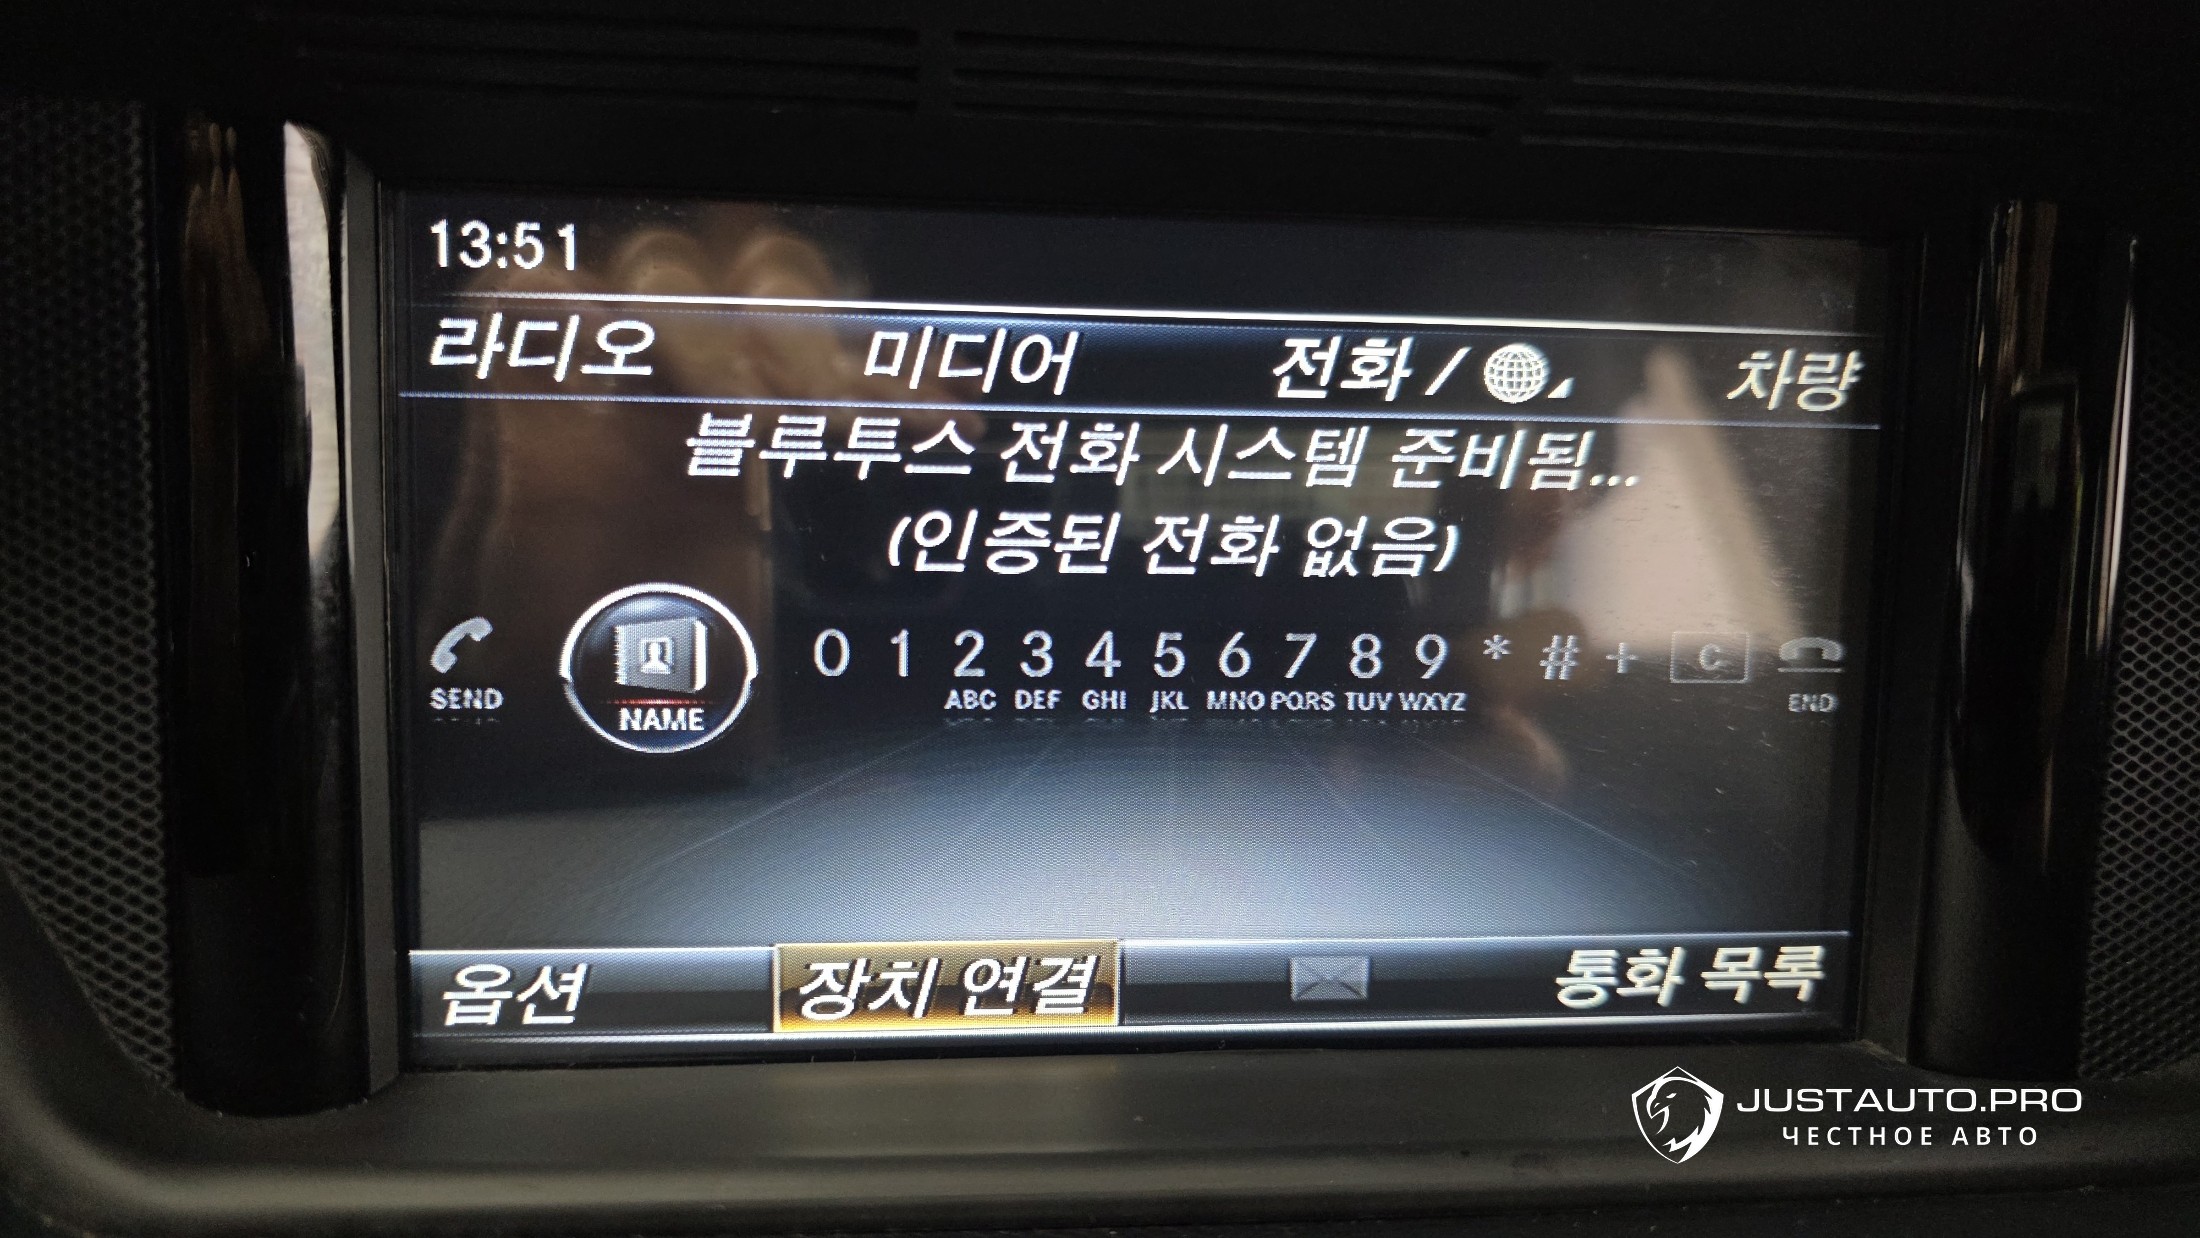 13:51
라디오 미디어 전화 / 차량
블루투스 전화 시스템 준비됨...
(인증된 전화 없음)
0 1 2 3 4 5 6 7 8 9 * # + C
SEND NAME ABC DEF GHI JKL MNO PQRS TUV WXYZ END
옵션 장치 연결 통화 목록
JUSTAUTO.PRO
ЧЕСТНОЕ АВТО